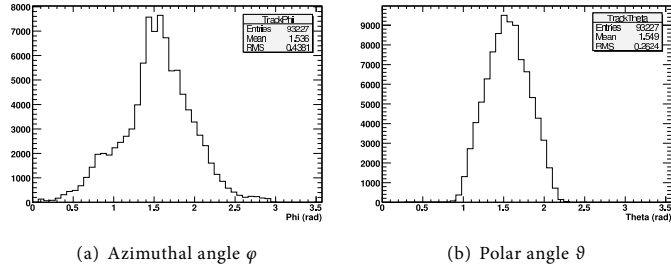 TrackPhi
Entries 93227
Mean 1.536
RMS 0.4381
8000
7000
6000
5000
4000
3000
2000
1000
0
0 0.5 1 1.5 2 2.5 3 3.5
Phi (rad)
TrackTheta
Entries 93227
Mean 1.549
RMS 0.2624
9000
8000
7000
6000
5000
4000
3000
2000
1000
0
0 0.5 1 1.5 2 2.5 3 3.5
Theta (rad)
(a) Azimuthal angle φ
(b) Polar angle ϑ